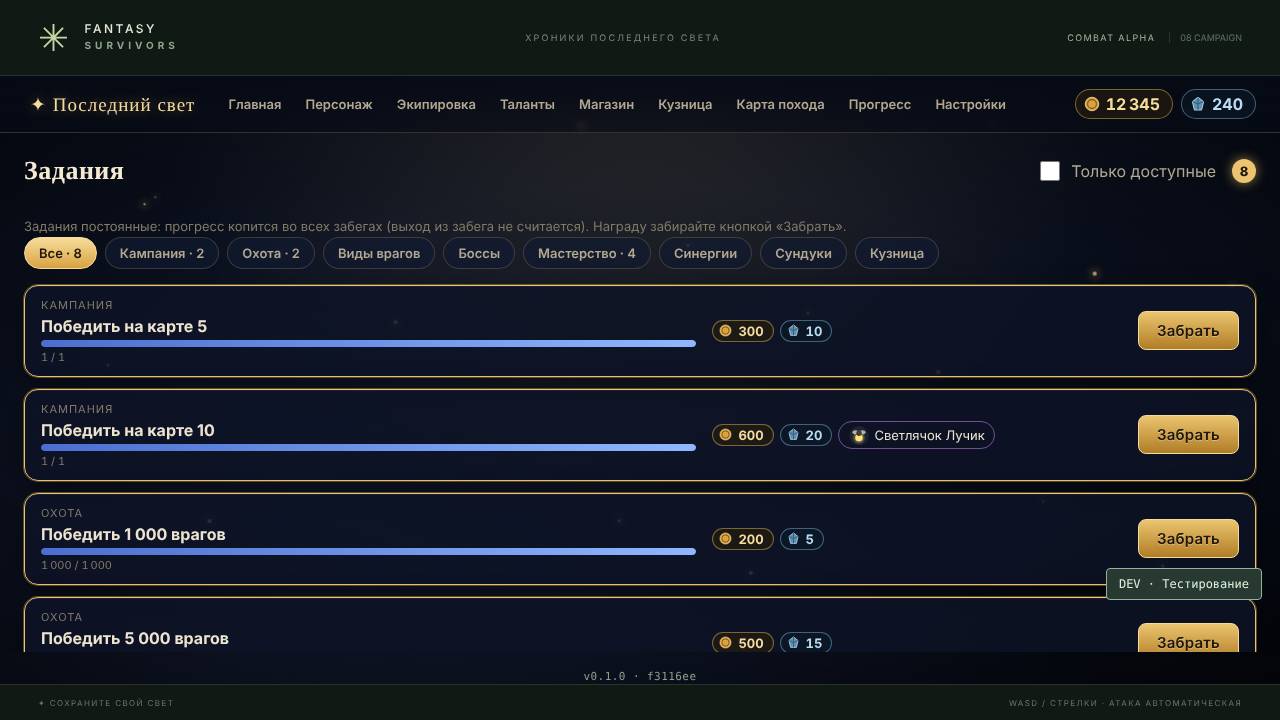 FANTASY
SURVIVORS
ХРОНИКИ ПОСЛЕДНЕГО СВЕТА
COMBAT ALPHA
08 CAMPAIGN
✦ Последний свет
Главная
Персонаж
Экипировка
Таланты
Магазин
Кузница
Карта похода
Прогресс
Настройки
12 345
240
Задания
Только доступные
8
Задания постоянные: прогресс копится во всех забегах (выход из забега не считается). Награду забирайте кнопкой «Забрать».
Все · 8
Кампания · 2
Охота · 2
Виды врагов
Боссы
Мастерство · 4
Синергии
Сундуки
Кузница
КАМПАНИЯ
Победить на карте 5
1 / 1
300
10
Забрать
КАМПАНИЯ
Победить на карте 10
1 / 1
600
20
Светлячок Лучик
Забрать
ОХОТА
Победить 1 000 врагов
1 000 / 1 000
200
5
Забрать
DEV · Тестирование
ОХОТА
Победить 5 000 врагов
500
15
Забрать
v0.1.0 · f3116ee
✦ СОХРАНИТЕ СВОЙ СВЕТ
WASD / СТРЕЛКИ · АТАКА АВТОМАТИЧЕСКАЯ